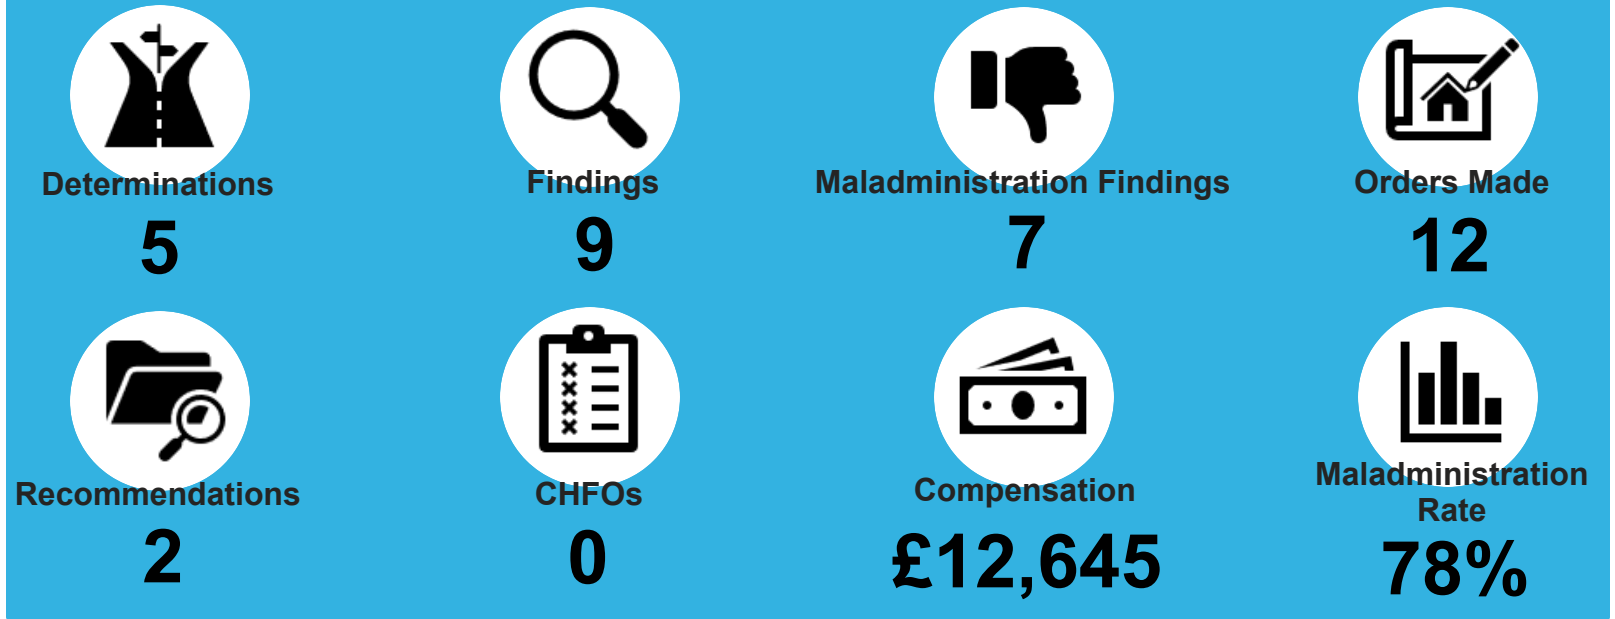 Determinations
5
Findings
9
Maladministration Findings
7
Orders Made
12
Recommendations
2
CHFOs
0
Compensation
£12,645
Maladministration
Rate
78%